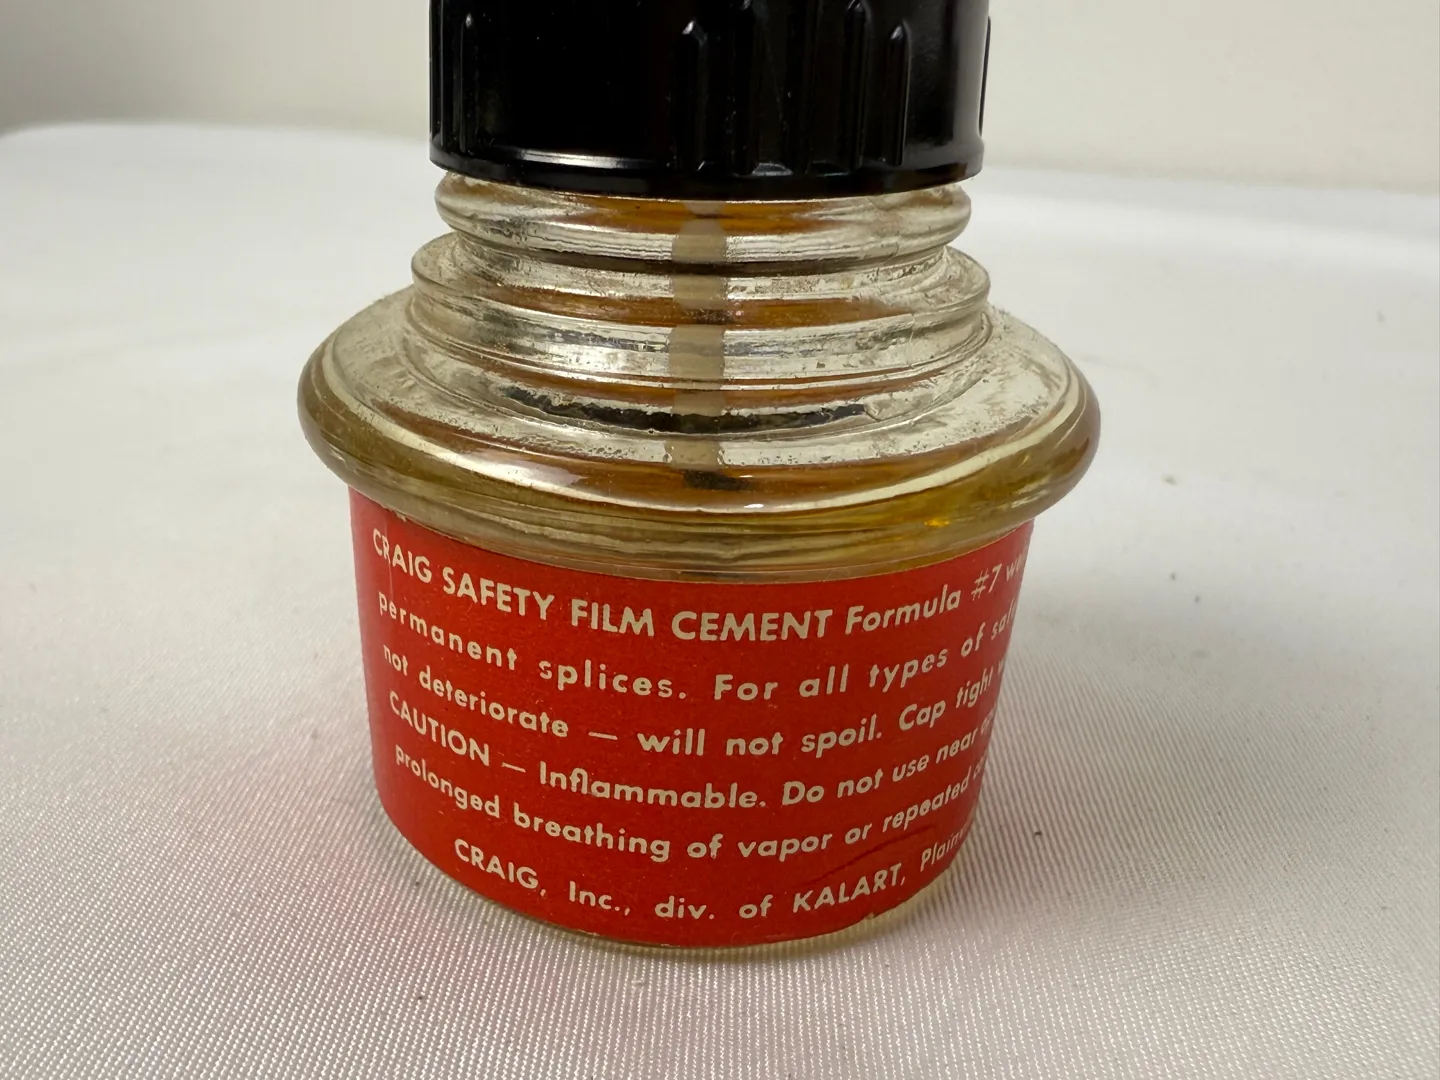 CRAIG SAFETY FILM CEMENT Formula #7
permanent splices. For all types of
not deteriorate — will not spoil. Cap tight
CAUTION — Inflammable. Do not use near
prolonged breathing of vapor or repeated
CRAIG, Inc., div. of KALART,